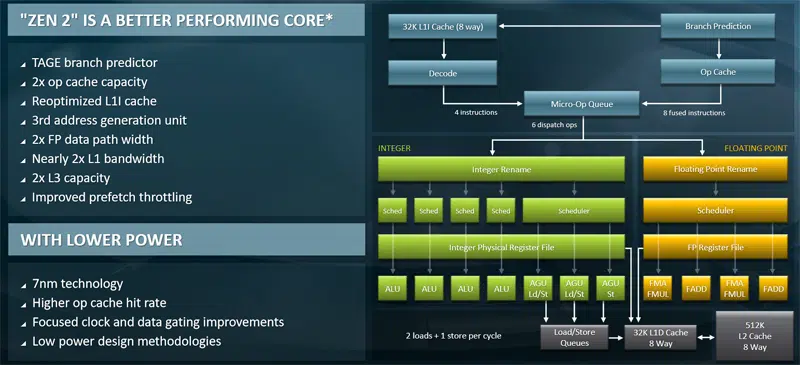 "ZEN 2" IS A BETTER PERFORMING CORE*
TAGE branch predictor
2x op cache capacity
Reoptimized L1I cache
3rd address generation unit
2x FP data path width
Nearly 2x L1 bandwidth
2x L3 capacity
Improved prefetch throttling
WITH LOWER POWER
7nm technology
Higher op cache hit rate
Focused clock and data gating improvements
Low power design methodologies
32K L1I Cache (8 way)
Branch Prediction
Decode
Op Cache
Micro-Op Queue
4 instructions
8 fused instructions
6 dispatch ops
INTEGER
FLOATING POINT
Integer Rename
Floating Point Rename
Sched
Sched
Sched
Sched
Scheduler
Scheduler
Integer Physical Register File
FP Register File
ALU
ALU
ALU
ALU
AGU
Ld/St
AGU
Ld/St
AGU
St
FMA
FMUL
FADD
FMA
FMUL
FADD
2 loads + 1 store per cycle
Load/Store
Queues
32K L1D Cache
8 Way
512K
L2 Cache
8 Way